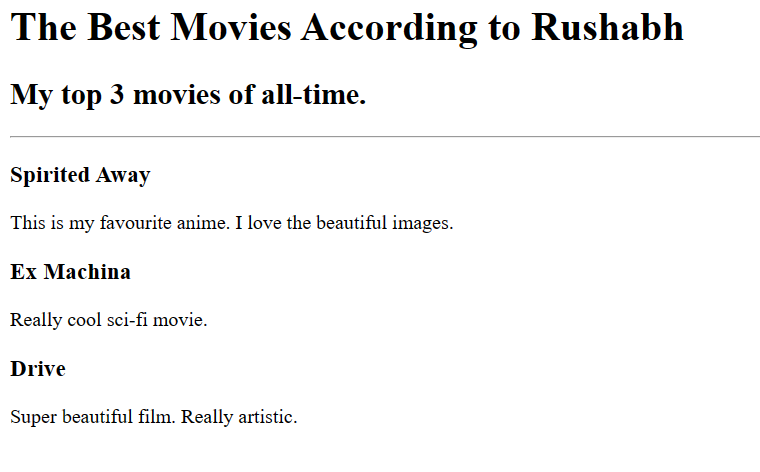 The Best Movies According to Rushabh
My top 3 movies of all-time.
Spirited Away
This is my favourite anime. I love the beautiful images.
Ex Machina
Really cool sci-fi movie.
Drive
Super beautiful film. Really artistic.